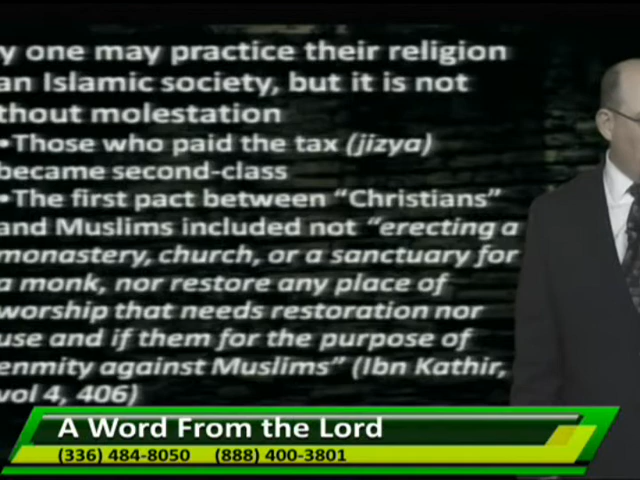 y one may practice their religion
an Islamic society, but it is not
thout molestation
•Those who paid the tax (jizya)
became second-class
•The first pact between “Christians”
and Muslims included not “erecting a
monastery, church, or a sanctuary for
a monk, nor restore any place of
worship that needs restoration nor
use and if them for the purpose of
enmity against Muslims” (Ibn Kathir,
vol 4, 406)
A Word From the Lord
(336) 484-8050 (888) 400-3801